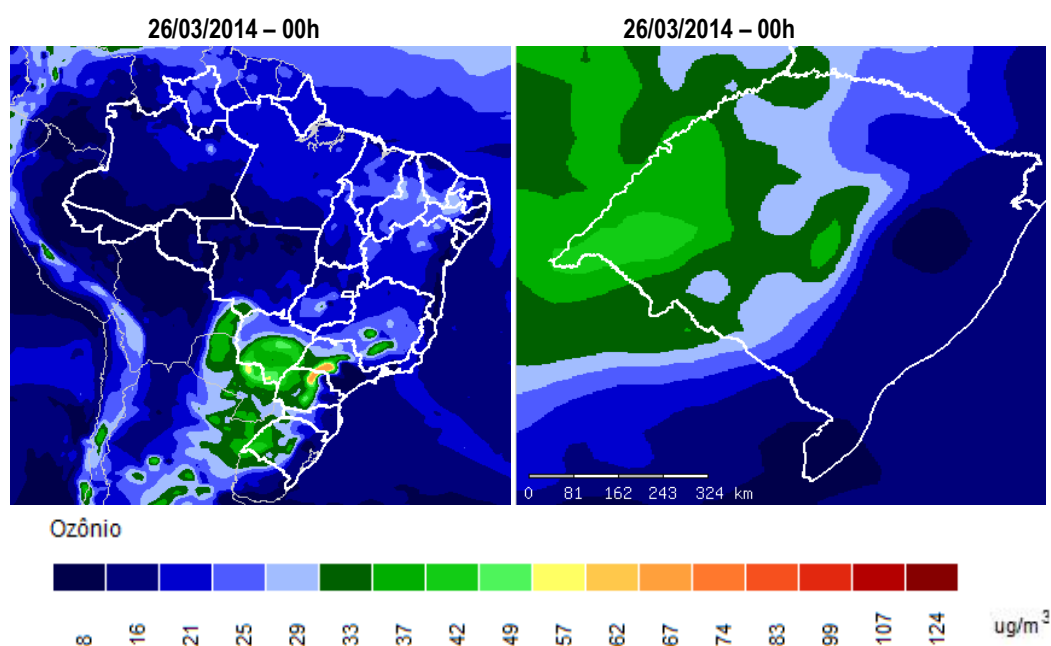 26/03/2014 – 00h
26/03/2014 – 00h
0 81 162 243 324 km
Ozônio
8 16 21 25 29 33 37 42 49 57 62 67 74 83 99 107 124 ug/m³